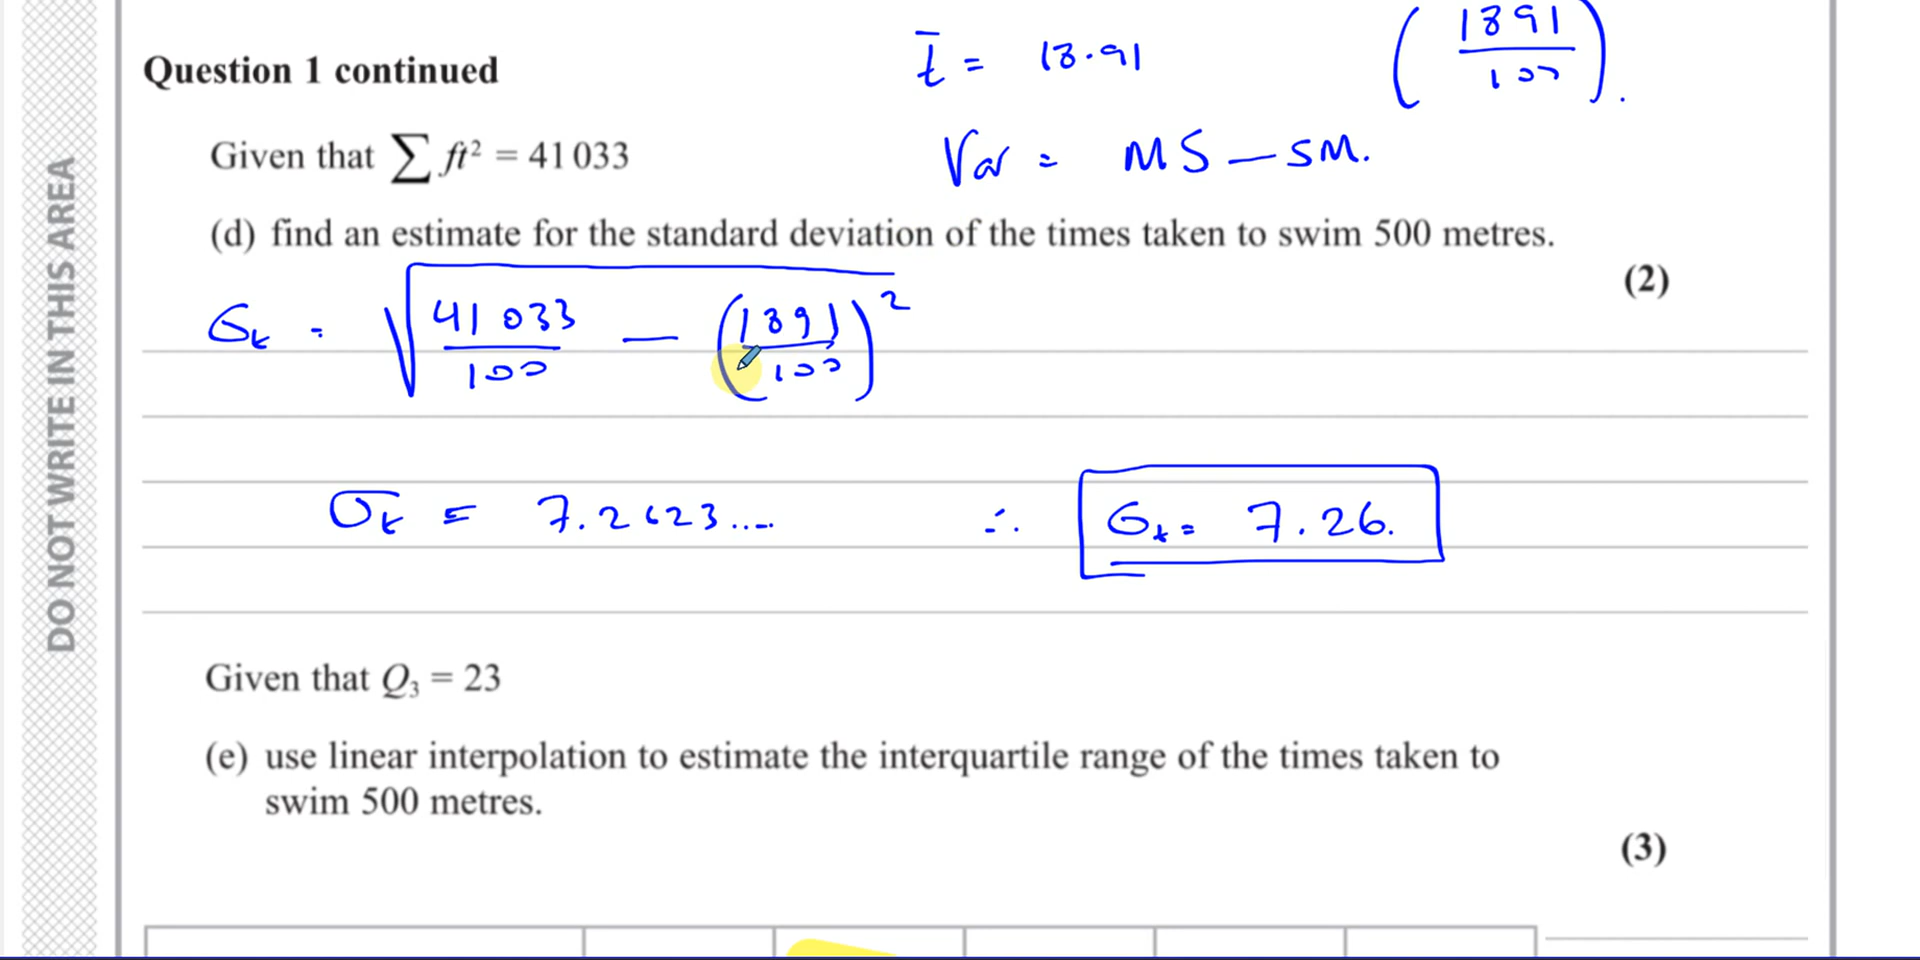 t̄ = 18.91 (1891/100).
Question 1 continued
Given that ∑ ft² = 41 033
Var = MS – SM.
(d) find an estimate for the standard deviation of the times taken to swim 500 metres.
(2)
σt = √(41033/100 – (1891/100)²)
σt = 7.2623.... ∴ σt = 7.26.
Given that Q₃ = 23
(e) use linear interpolation to estimate the interquartile range of the times taken to
swim 500 metres.
(3)
DO NOT WRITE IN THIS AREA